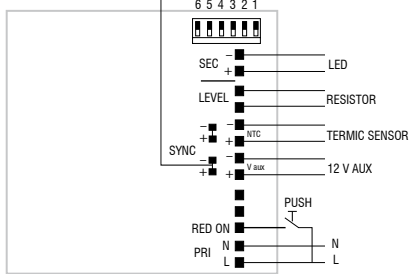 6 5 4 3 2 1
−
SEC
+
LED
LEVEL
RESISTOR
− −
+ + NTC TERMIC SENSOR
SYNC
− −
+ + V aux 12 V AUX
PUSH
RED ON
PRI N N
L L